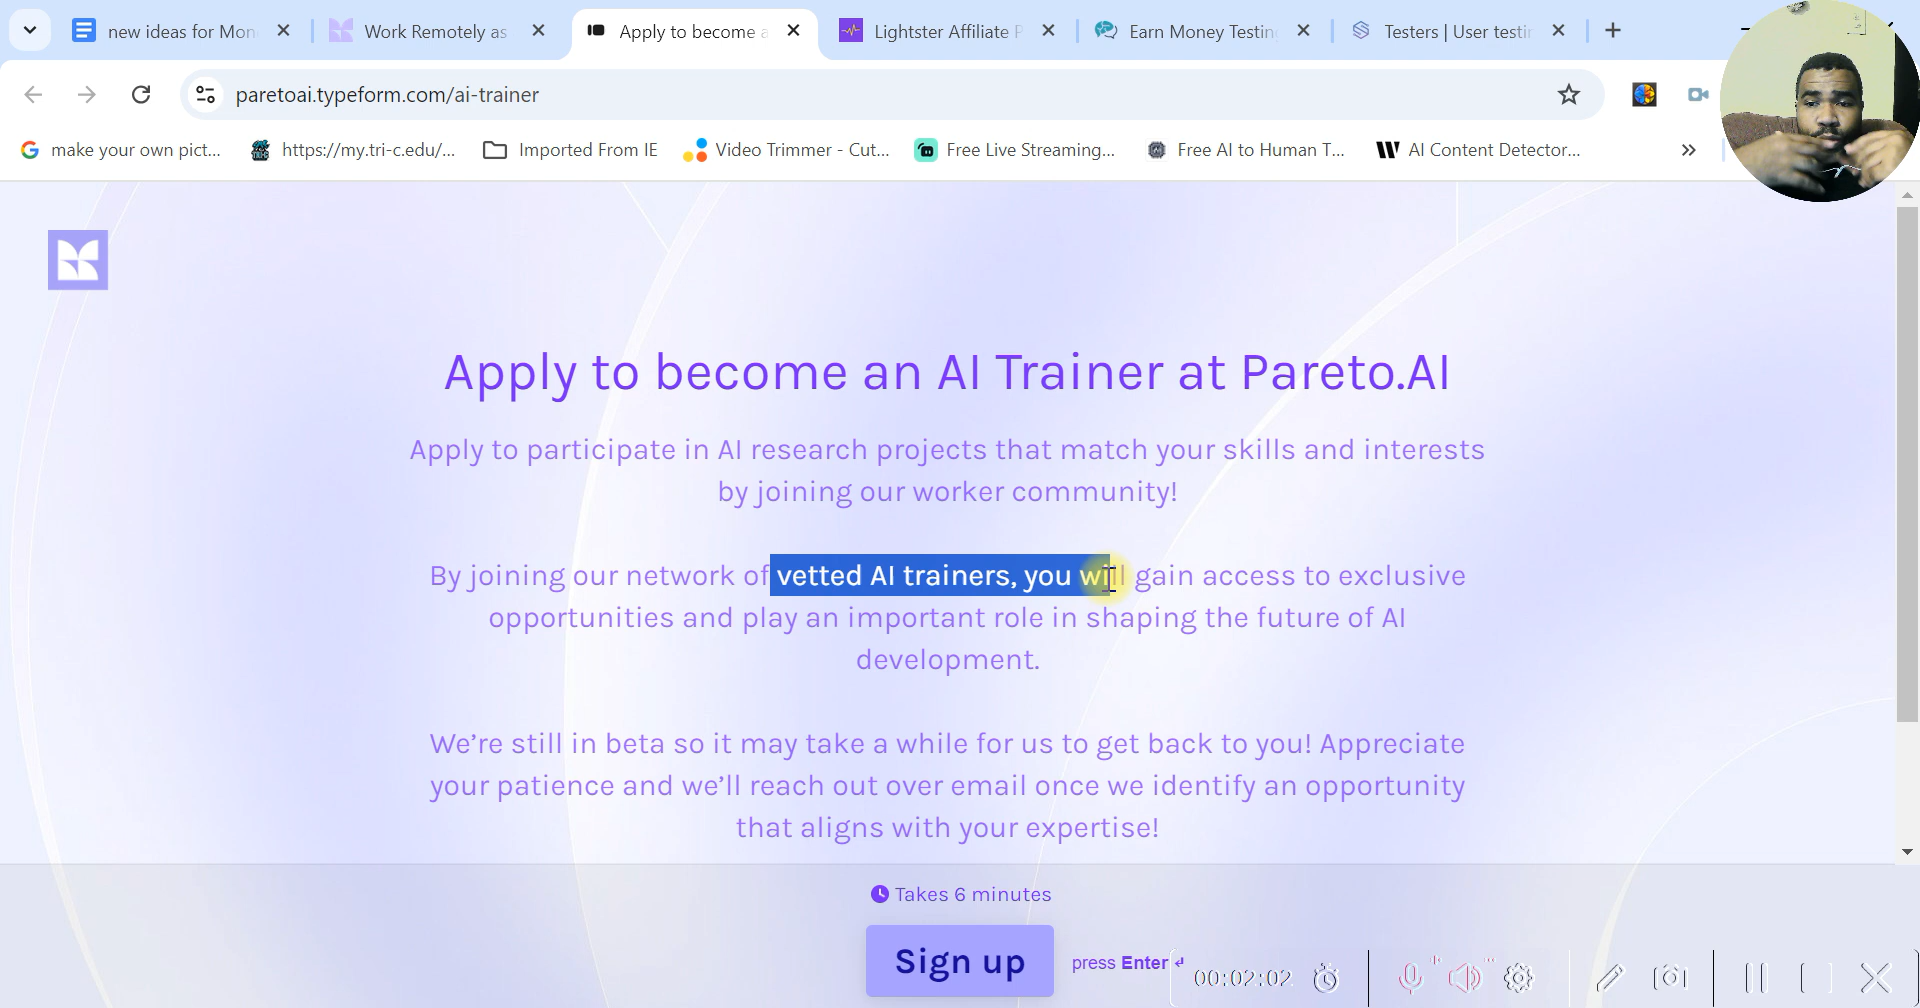 new ideas for Mon
Work Remotely as
Apply to become a
Lightster Affiliate P
Earn Money Testin
Testers | User testin
paretoai.typeform.com/ai-trainer
make your own pict...
https://my.tri-c.edu/...
Imported From IE
Video Trimmer - Cut...
Free Live Streaming...
Free AI to Human T...
AI Content Detector...
Apply to become an AI Trainer at Pareto.AI
Apply to participate in AI research projects that match your skills and interests
by joining our worker community!
By joining our network of vetted AI trainers, you will gain access to exclusive
opportunities and play an important role in shaping the future of AI
development.
We're still in beta so it may take a while for us to get back to you! Appreciate
your patience and we'll reach out over email once we identify an opportunity
that aligns with your expertise!
Takes 6 minutes
Sign up
press Enter ↵
00:02:02